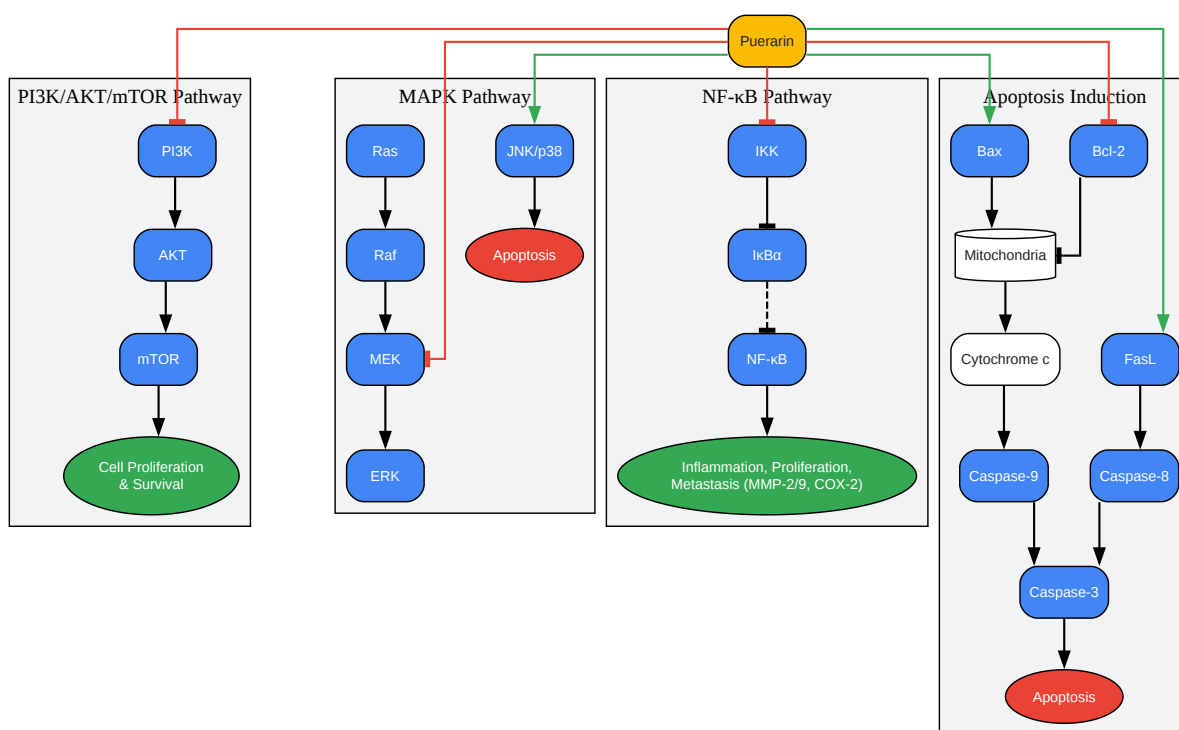 Puerarin
PI3K/AKT/mTOR Pathway
PI3K
AKT
mTOR
Cell Proliferation
& Survival
MAPK Pathway
Ras
JNK/p38
Raf
Apoptosis
MEK
ERK
NF-κB Pathway
IKK
IκBα
NF-κB
Inflammation, Proliferation,
Metastasis (MMP-2/9, COX-2)
Apoptosis Induction
Bax
Bcl-2
Mitochondria
Cytochrome c
FasL
Caspase-9
Caspase-8
Caspase-3
Apoptosis